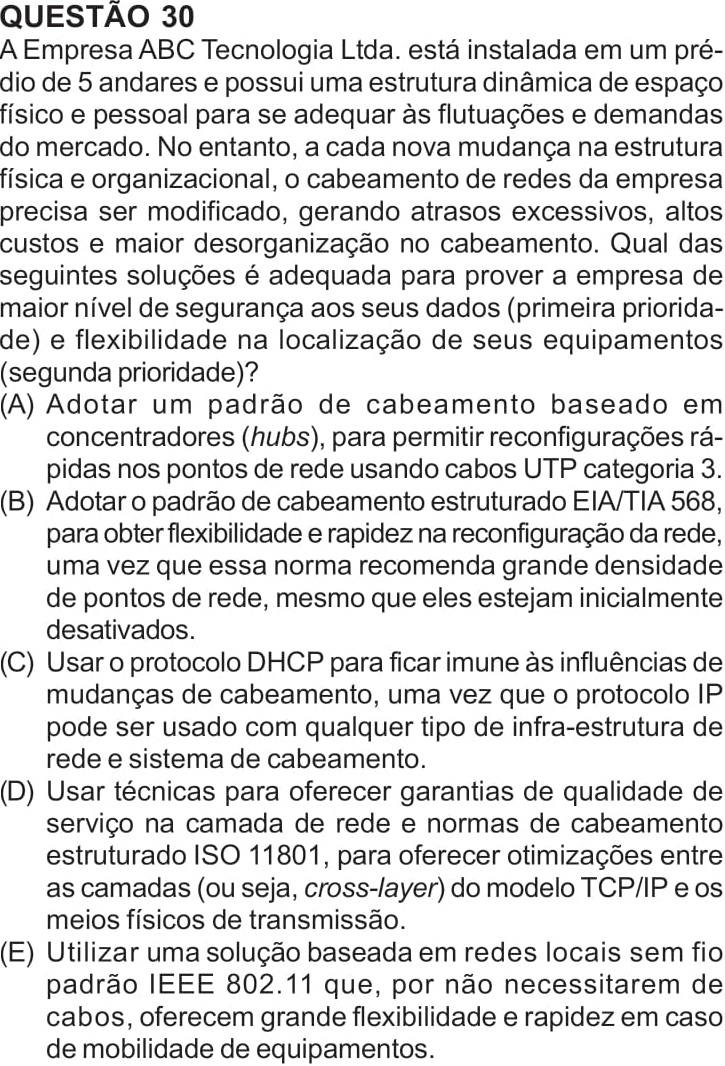 QUESTÃO 30
A Empresa ABC Tecnologia Ltda. está instalada em um pré-
dio de 5 andares e possui uma estrutura dinâmica de espaço
físico e pessoal para se adequar às flutuações e demandas
do mercado. No entanto, a cada nova mudança na estrutura
física e organizacional, o cabeamento de redes da empresa
precisa ser modificado, gerando atrasos excessivos, altos
custos e maior desorganização no cabeamento. Qual das
seguintes soluções é adequada para prover a empresa de
maior nível de segurança aos seus dados (primeira priorida-
de) e flexibilidade na localização de seus equipamentos
(segunda prioridade)?
(A) Adotar um padrão de cabeamento baseado em
concentradores (hubs), para permitir reconfigurações rá-
pidas nos pontos de rede usando cabos UTP categoria 3.
(B) Adotar o padrão de cabeamento estruturado EIA/TIA 568,
para obter flexibilidade e rapidez na reconfiguração da rede,
uma vez que essa norma recomenda grande densidade
de pontos de rede, mesmo que eles estejam inicialmente
desativados.
(C) Usar o protocolo DHCP para ficar imune às influências de
mudanças de cabeamento, uma vez que o protocolo IP
pode ser usado com qualquer tipo de infra-estrutura de
rede e sistema de cabeamento.
(D) Usar técnicas para oferecer garantias de qualidade de
serviço na camada de rede e normas de cabeamento
estruturado ISO 11801, para oferecer otimizações entre
as camadas (ou seja, cross-layer) do modelo TCP/IP e os
meios físicos de transmissão.
(E) Utilizar uma solução baseada em redes locais sem fio
padrão IEEE 802.11 que, por não necessitarem de
cabos, oferecem grande flexibilidade e rapidez em caso
de mobilidade de equipamentos.